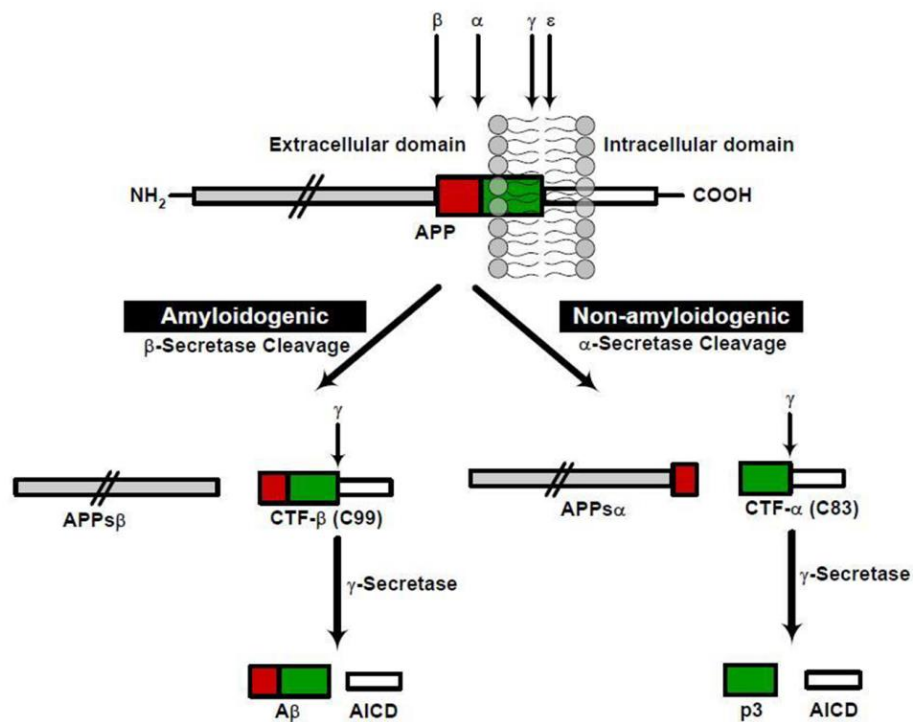 β α γ ε
Extracellular domain Intracellular domain
NH2 COOH
APP
Amyloidogenic Non-amyloidogenic
β-Secretase Cleavage α-Secretase Cleavage
γ γ
APPsβ CTF-β (C99) APPsα CTF-α (C83)
γ-Secretase γ-Secretase
Aβ AICD p3 AICD